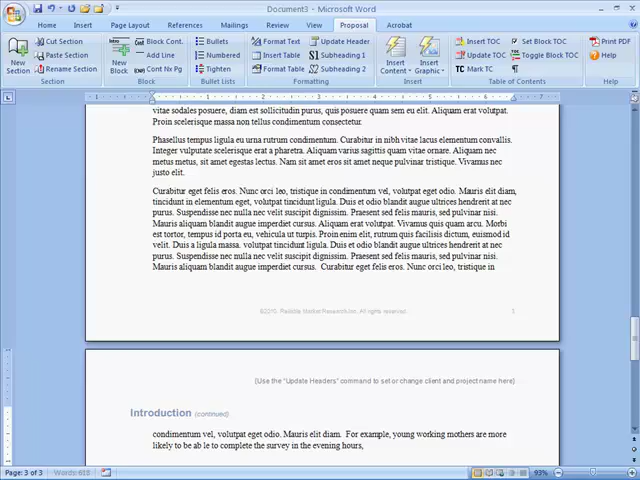 Document3 - Microsoft Word
Home Insert Page Layout References Mailings Review View Proposal Acrobat
New Section
Cut Section
Paste Section
Rename Section
Intro
New Block
Block Cont.
Add Line
Cont Nx Pg
Blocks
Bullets
Numbered
Tighten
Bullet Lists
Format Text
Insert Table
Formatting
Update Header
Subheading 1
Subheading 2
Formatting
Insert Content
Insert Graphic
Insert
Insert TOC
Update TOC
Mark TC
Set Block TOC
Toggle Block TOC
Table of Contents
Print PDF
Help
Help
vitae sodales posuere, diam est sollicitudin purus, quis posuere quam sem eu elit. Aliquam erat volutpat.
Proin scelerisque massa non tellus condimentum consectetur.
Phasellus tempus ligula eu urna rutrum condimentum. Curabitur in nibh vitae lacus elementum convallis.
Integer vulputate scelerisque erat a pharetra. Aliquam varius sagittis quam vitae ornare. Aliquam nec
metus metus, sit amet egestas lectus. Nam sit amet eros sit amet neque pulvinar tristique. Vivamus nec
justo elit.
Curabitur eget felis eros. Nunc orci leo, tristique in condimentum vel, volutpat eget odio. Mauris elit diam,
tincidunt in elementum eget, volutpat tincidunt ligula. Duis et odio blandit augue ultrices hendrerit at nec
purus. Suspendisse nulla nec velit suscipit dignissim. Praesent sed felis mauris, sed pulvinar nisi.
Mauris aliquam blandit augue imperdiet cursus. Aliquam erat volutpat. Vivamus quis quam arcu. Morbi
est tortor, tempus id porta eu, vehicula ut turpis. Proin enim elit, rutrum quis facilisis dictum, euismod id
velit. Duis a ligula massa. volutpat tincidunt ligula. Duis et odio blandit augue ultrices hendrerit at nec
purus. Suspendisse nec nulla nec velit suscipit dignissim. Praesent sed felis mauris, sed pulvinar nisi.
Mauris aliquam blandit augue imperdiet cursus. Curabitur eget felis eros. Nunc orci leo, tristique in
Market Research Inc. All rights reserved.
(Use the "Update Headers" command to set or change client and project name here)
Introduction (continued)
condimentum vel, volutpat eget odio. Mauris elit diam. For example, young working mothers are more
likely to be ab le to complete the survey in the evening hours,
Page: 3 of 3 Words: 618 93%